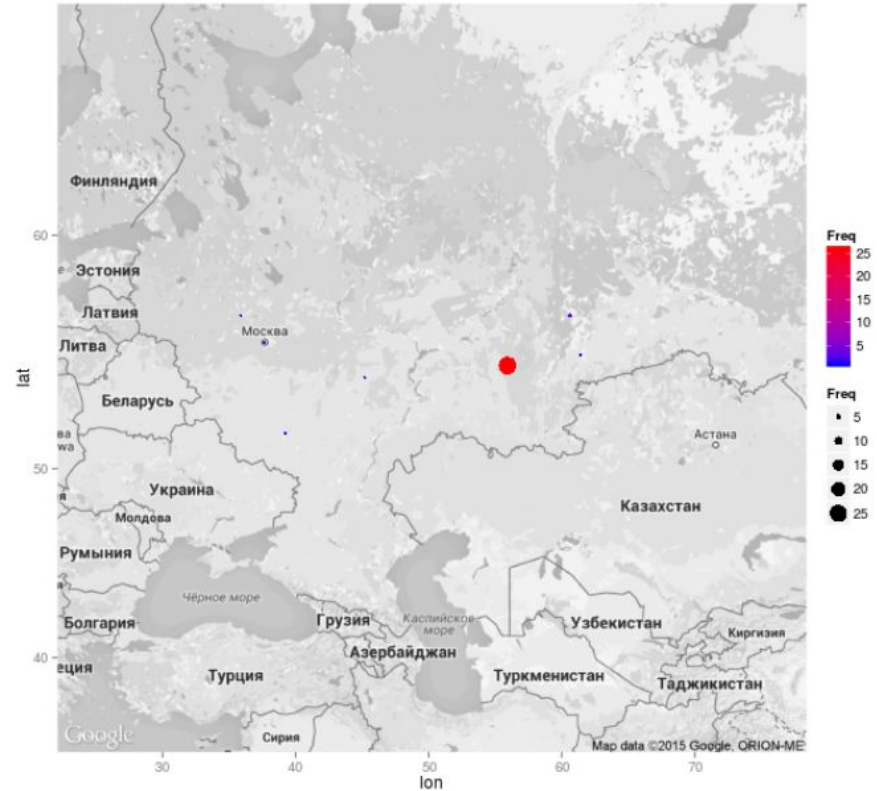 Финляндия
60
Эстония
Латвия
Москва
Литва
Беларусь
Астана
50
Украина
Казахстан
Молдова
Румыния
Чёрное море
Болгария
Грузия
Каспийское
море
Узбекистан
Киргизия
Азербайджан
40
Турция
Туркменистан
Таджикистан
Сирия
Google
Map data ©2015 Google, ORION-ME
30
40
50
60
70
lon
lat
Freq
25
20
15
10
5
Freq
5
10
15
20
25